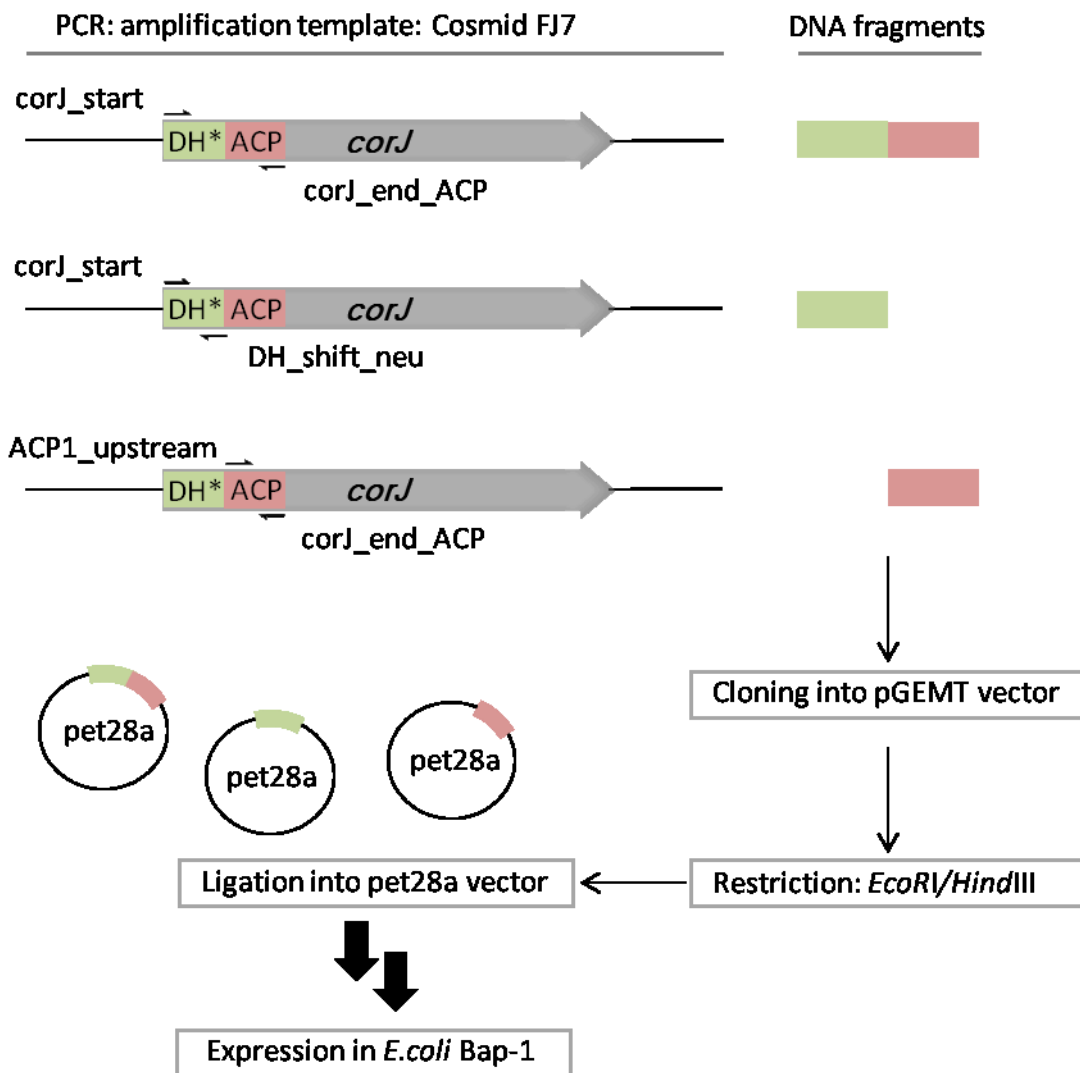 PCR: amplification template: Cosmid FJ7
DNA fragments
corJ_start
DH* ACP corJ
corJ_end_ACP
corJ_start
DH* ACP corJ
DH_shift_neu
ACP1_upstream
DH* ACP corJ
corJ_end_ACP
pet28a
pet28a
pet28a
Cloning into pGEMT vector
Ligation into pet28a vector
Restriction: EcoRI/HindIII
Expression in E.coli Bap-1